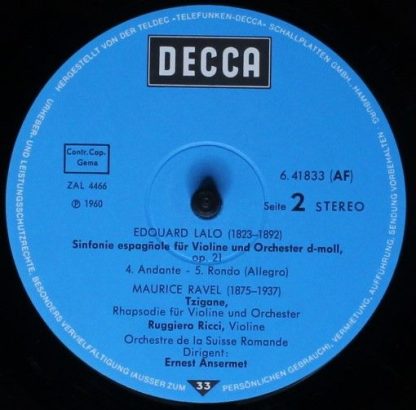 HERGESTELLT VON DER TELDEC »TELEFUNKEN-DECCA« SCHALLPLATTEN GMBH · HAMBURG
URHEBER- UND LEISTUNGSSCHUTZRECHTE, BESONDERS VERVIELFÄLTIGUNG (AUSSER ZUM PERSÖNLICHEN GEBRAUCH), VERMIETUNG, AUFFÜHRUNG, SENDUNG VORBEHALTEN
DECCA
Contr. Cop.
Gema
6.41833 (AF)
ZAL 4466
Seite 2 STEREO
Ⓟ 1960
EDOUARD LALO (1823-1892)
Sinfonie espagñole für Violine und Orchester d-moll,
op. 21
4. Andante - 5. Rondo (Allegro)
MAURICE RAVEL (1875-1937)
Tzigane,
Rhapsodie für Violine und Orchester
Ruggiero Ricci, Violine
Orchestre de la Suisse Romande
Dirigent:
Ernest Ansermet
33